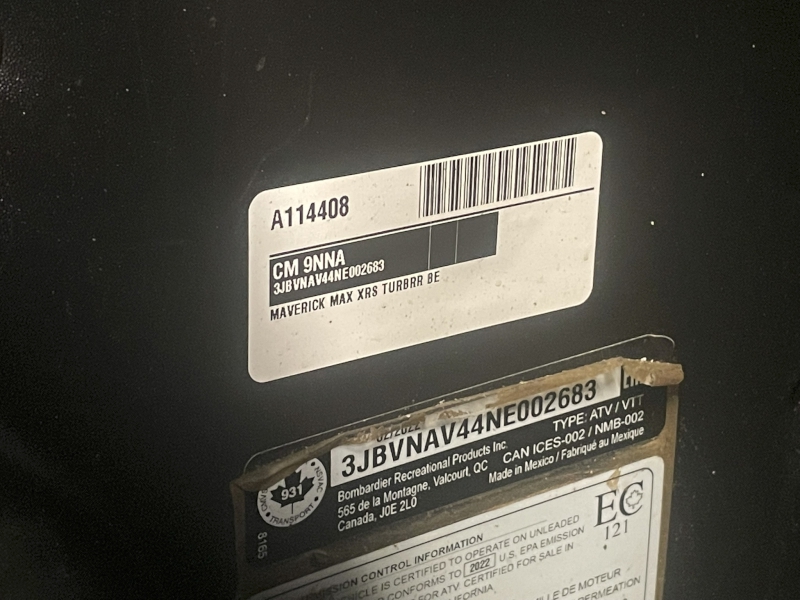 A114408
CM 9NNA
3JBVNAV44NE002683
MAVERICK MAX XRS TURBRR BE
3JBVNAV44NE002683
TYPE: ATV / VTT
Bombardier Recreational Products Inc.
CAN ICES-002 / NMB-002
565 de la Montagne, Valcourt, QC
Made in Mexico / Fabriqué au Mexique
Canada, J0E 2L0
931
TRANSPORT
8165
EC
121
CONTROL INFORMATION
IS CERTIFIED TO OPERATE ON UNLEADED
CONFORMS TO 2022 U.S. EPA EMISSION
FOR ATV CERTIFIED FOR SALE IN
DE MOTEUR